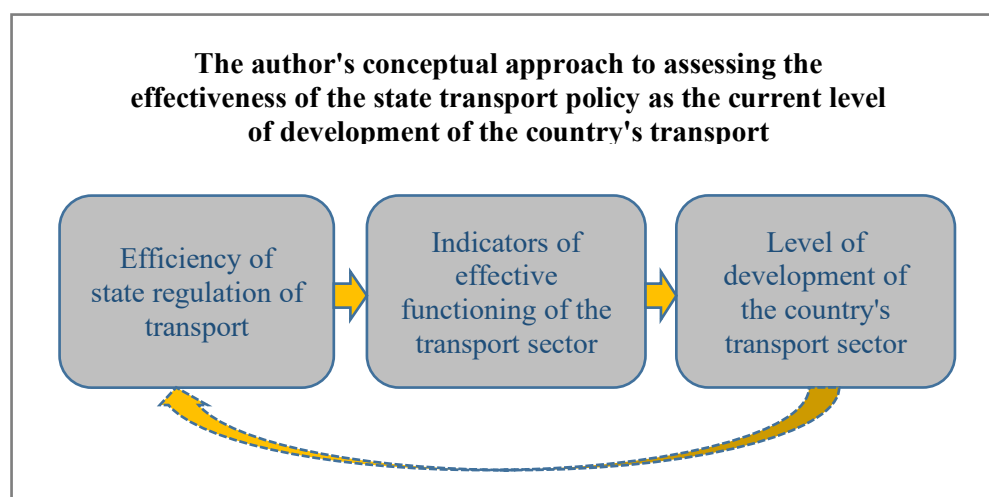 The author's conceptual approach to assessing the
effectiveness of the state transport policy as the current level
of development of the country's transport
Efficiency of
state regulation of
transport
Indicators of
effective
functioning of the
transport sector
Level of
development of
the country's
transport sector